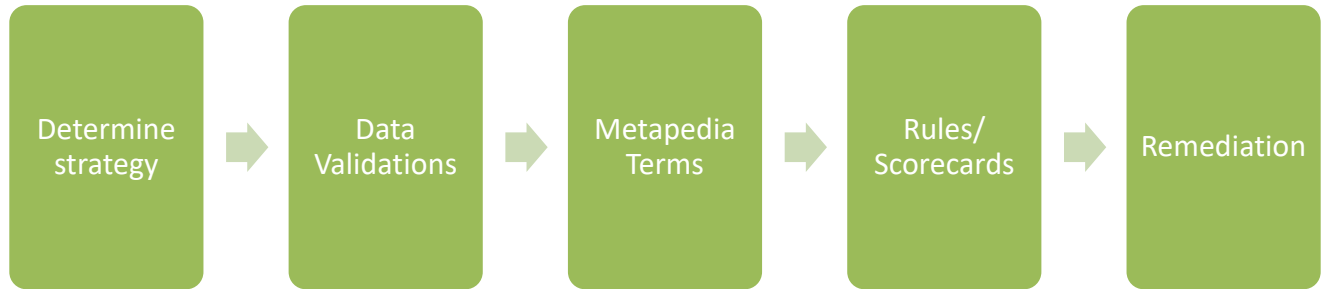 Determine
strategy
Data
Validations
Metapedia
Terms
Rules/
Scorecards
Remediation